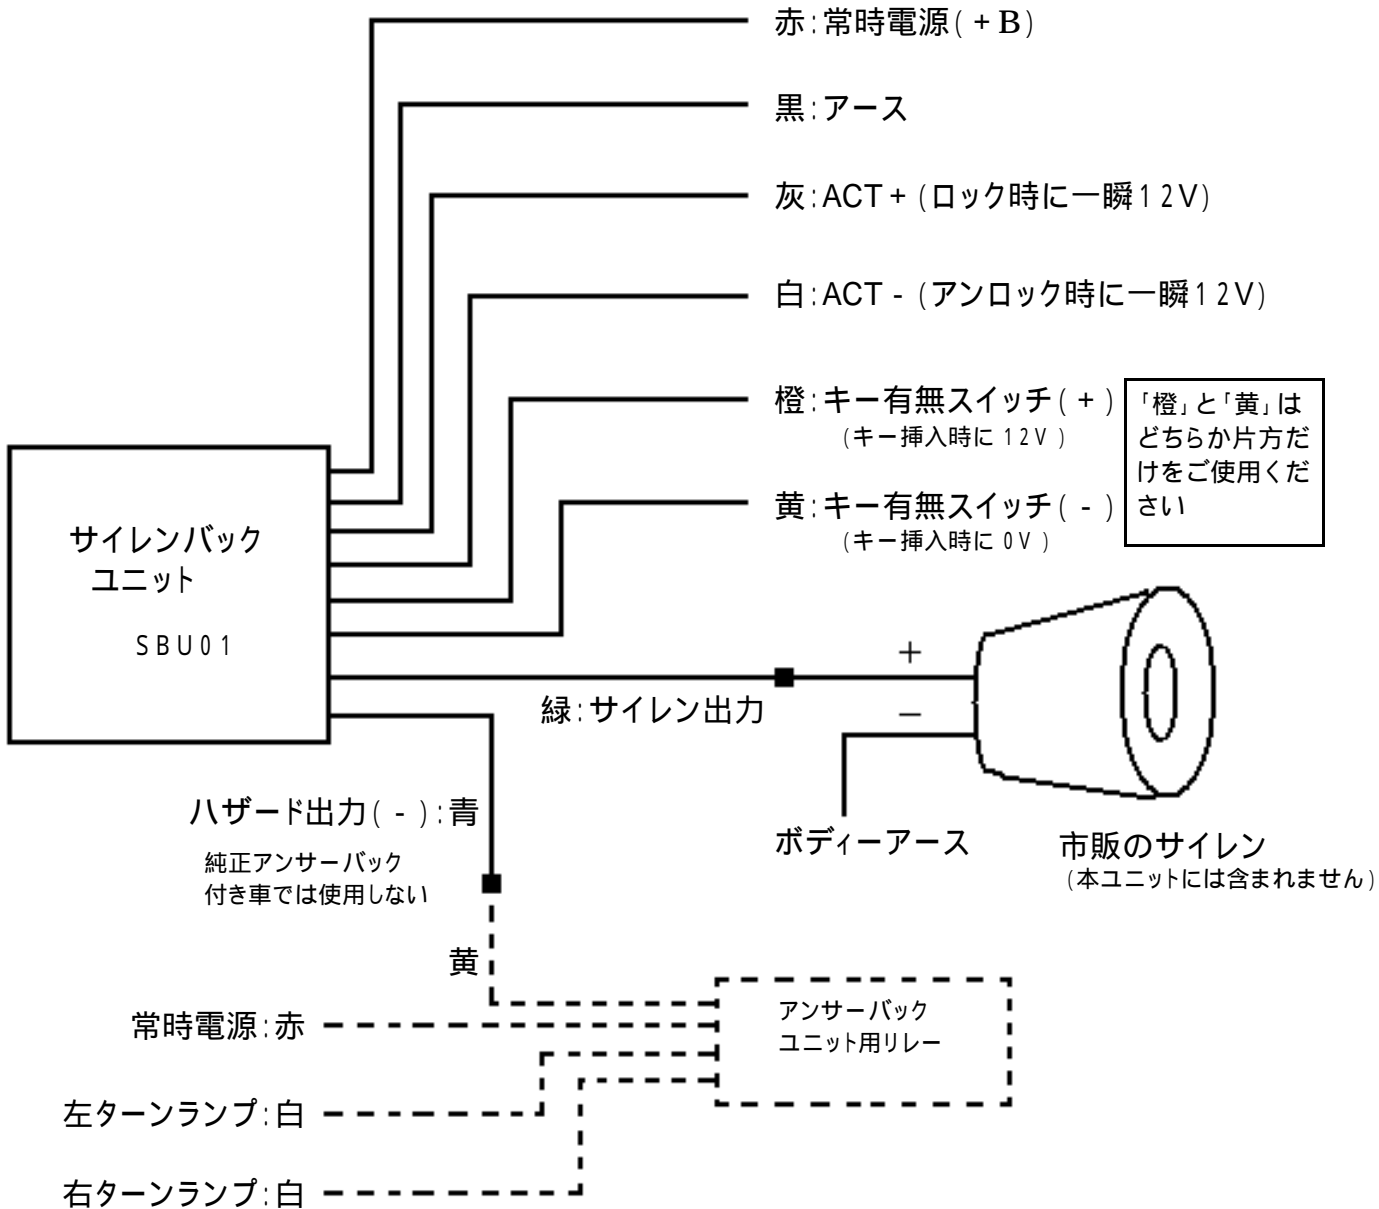 赤:常時電源(+B)
黒:アース
灰:ACT+(ロック時に一瞬12V)
白:ACT-(アンロック時に一瞬12V)
橙:キー有無スイッチ(+)
(キー挿入時に 12V)
「橙」と「黄」は
どちらか片方だ
けをご使用くだ
さい
黄:キー有無スイッチ(-)
(キー挿入時に 0V)
サイレンバック
ユニット
SBU01
+
緑:サイレン出力
−
ハザード出力(-):青
純正アンサーバック
付き車では使用しない
ボディーアース
市販のサイレン
(本ユニットには含まれません)
黄
アンサーバック
ユニット用リレー
常時電源:赤
左ターンランプ:白
右ターンランプ:白